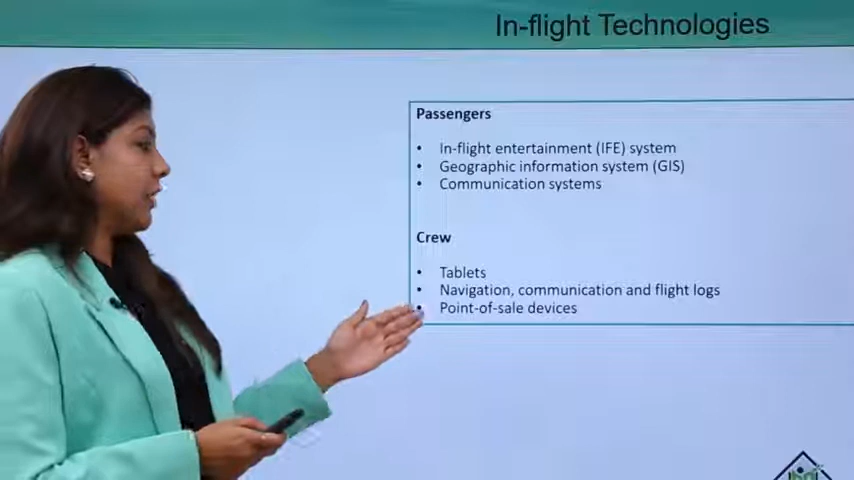 In-flight Technologies
Passengers
• In-flight entertainment (IFE) system
• Geographic information system (GIS)
• Communication systems
Crew
• Tablets
• Navigation, communication and flight logs
• Point-of-sale devices